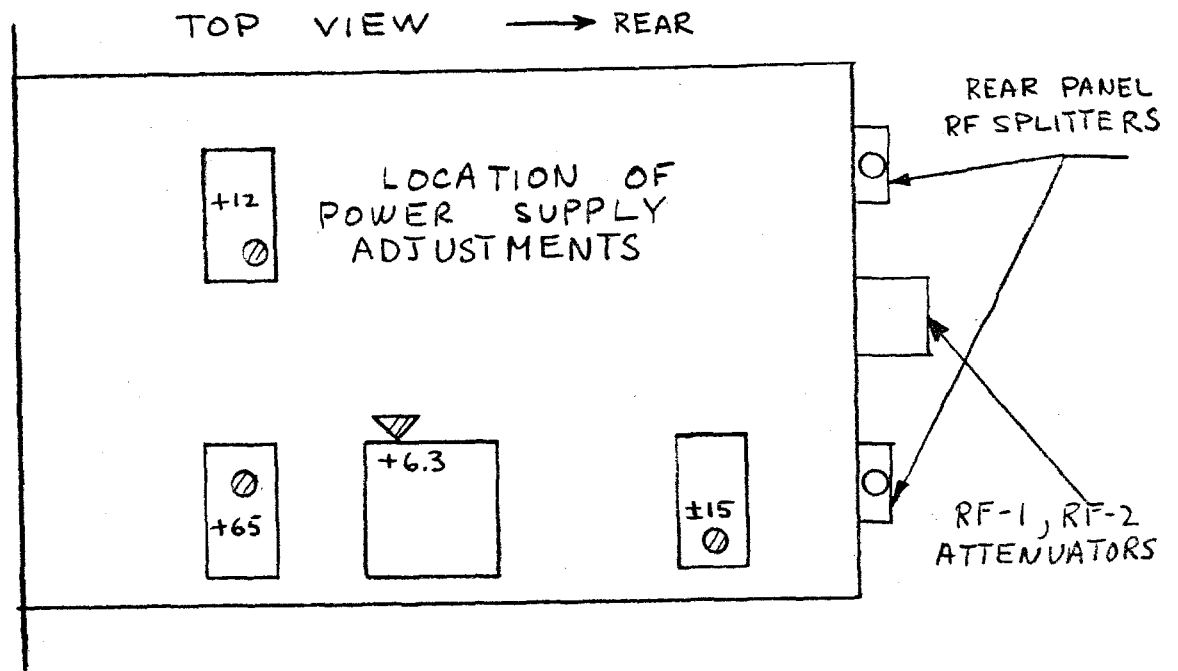 TOP VIEW → REAR
REAR PANEL
RF SPLITTERS
LOCATION OF
POWER SUPPLY
ADJUSTMENTS
+12
+65
+6.3
±15
RF-1, RF-2
ATTENUATORS